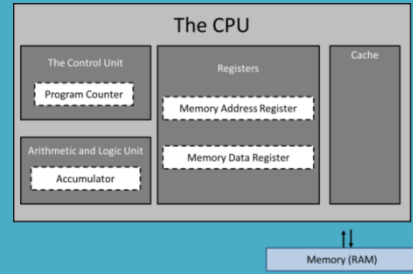 The CPU
The Control Unit
Program Counter
Arithmetic and Logic Unit
Accumulator
Registers
Memory Address Register
Memory Data Register
Cache
Memory (RAM)